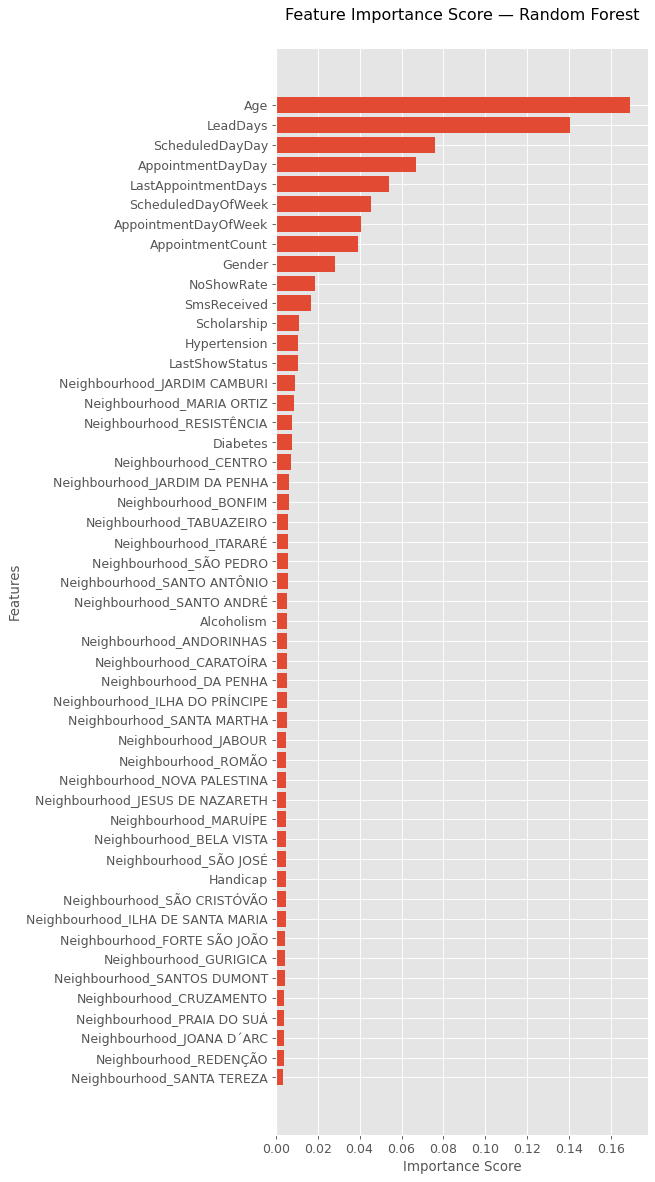 Feature Importance Score — Random Forest
Age
LeadDays
ScheduledDayDay
AppointmentDayDay
LastAppointmentDays
ScheduledDayOfWeek
AppointmentDayOfWeek
AppointmentCount
Gender
NoShowRate
SmsReceived
Scholarship
Hypertension
LastShowStatus
Neighbourhood_JARDIM CAMBURI
Neighbourhood_MARIA ORTIZ
Neighbourhood_RESISTÊNCIA
Diabetes
Neighbourhood_CENTRO
Neighbourhood_JARDIM DA PENHA
Neighbourhood_BONFIM
Neighbourhood_TABUAZEIRO
Neighbourhood_ITARARÉ
Neighbourhood_SÃO PEDRO
Neighbourhood_SANTO ANTÔNIO
Neighbourhood_SANTO ANDRÉ
Alcoholism
Neighbourhood_ANDORINHAS
Neighbourhood_CARATOÍRA
Neighbourhood_DA PENHA
Neighbourhood_ILHA DO PRÍNCIPE
Neighbourhood_SANTA MARTHA
Neighbourhood_JABOUR
Neighbourhood_ROMÃO
Neighbourhood_NOVA PALESTINA
Neighbourhood_JESUS DE NAZARETH
Neighbourhood_MARUÍPE
Neighbourhood_BELA VISTA
Neighbourhood_SÃO JOSÉ
Handicap
Neighbourhood_SÃO CRISTÓVÃO
Neighbourhood_ILHA DE SANTA MARIA
Neighbourhood_FORTE SÃO JOÃO
Neighbourhood_GURIGICA
Neighbourhood_SANTOS DUMONT
Neighbourhood_CRUZAMENTO
Neighbourhood_PRAIA DO SUÁ
Neighbourhood_JOANA D´ARC
Neighbourhood_REDENÇÃO
Neighbourhood_SANTA TEREZA
Features
0.00 0.02 0.04 0.06 0.08 0.10 0.12 0.14 0.16
Importance Score